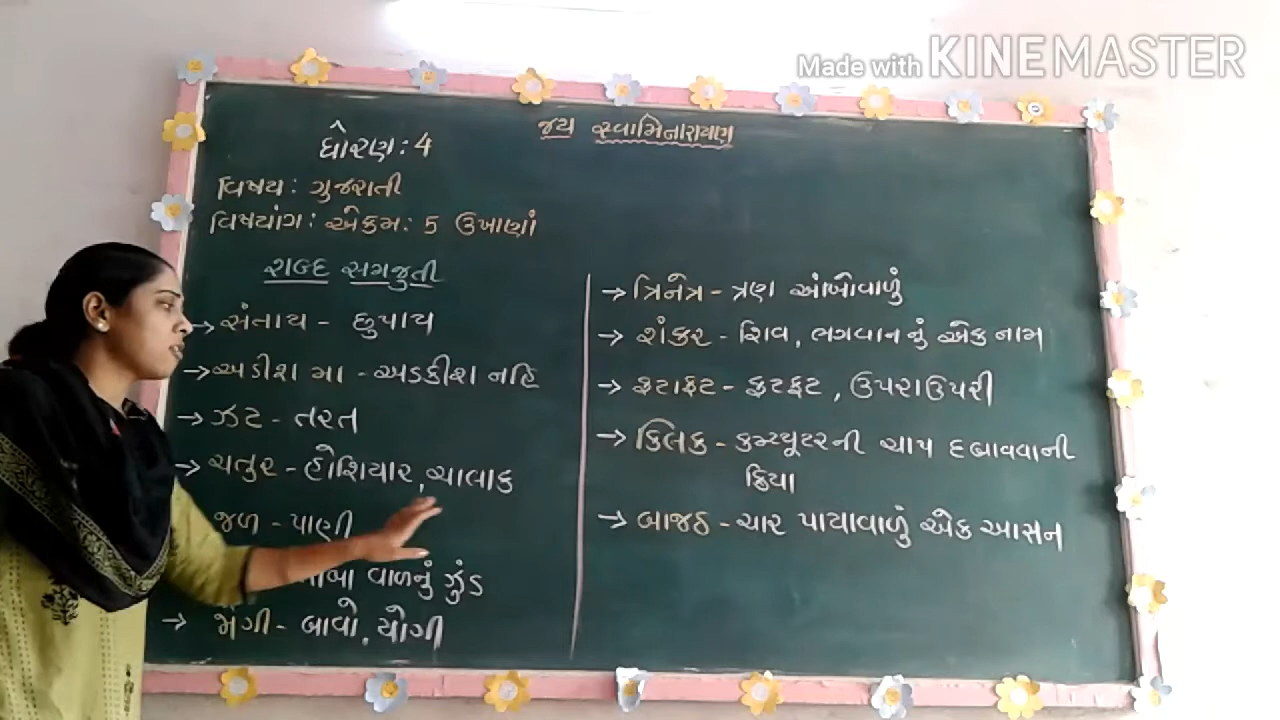 Made with KINEMASTER
જય સ્વામિનારાયણ
ધોરણ: 4
વિષય: ગુજરાતી
વિષયાંગ: એકમ: 5 ઉખાણાં
શબ્દ સમજુતી
→ સંતાય - છુપાય
→ અડીશ મા - અડકીશ નહિ
→ ઝટ - તરત
→ ચતુર - હોશિયાર, ચાલાક
જળ - પાણી
વાળનું ઝુંડ
→ ભેગી - બાવો, યોગી
→ ત્રિનેત્ર - ત્રણ આંખોવાળું
→ શંકર - શિવ, ભગવાનનું એક નામ
→ ફટાફટ - ફટફટ, ઉપરાઉપરી
→ ક્લિક - કમ્પ્યૂટરની ચાપ દબાવવાની
ક્રિયા
→ બાજઠ - ચાર પાયાવાળું એક આસન